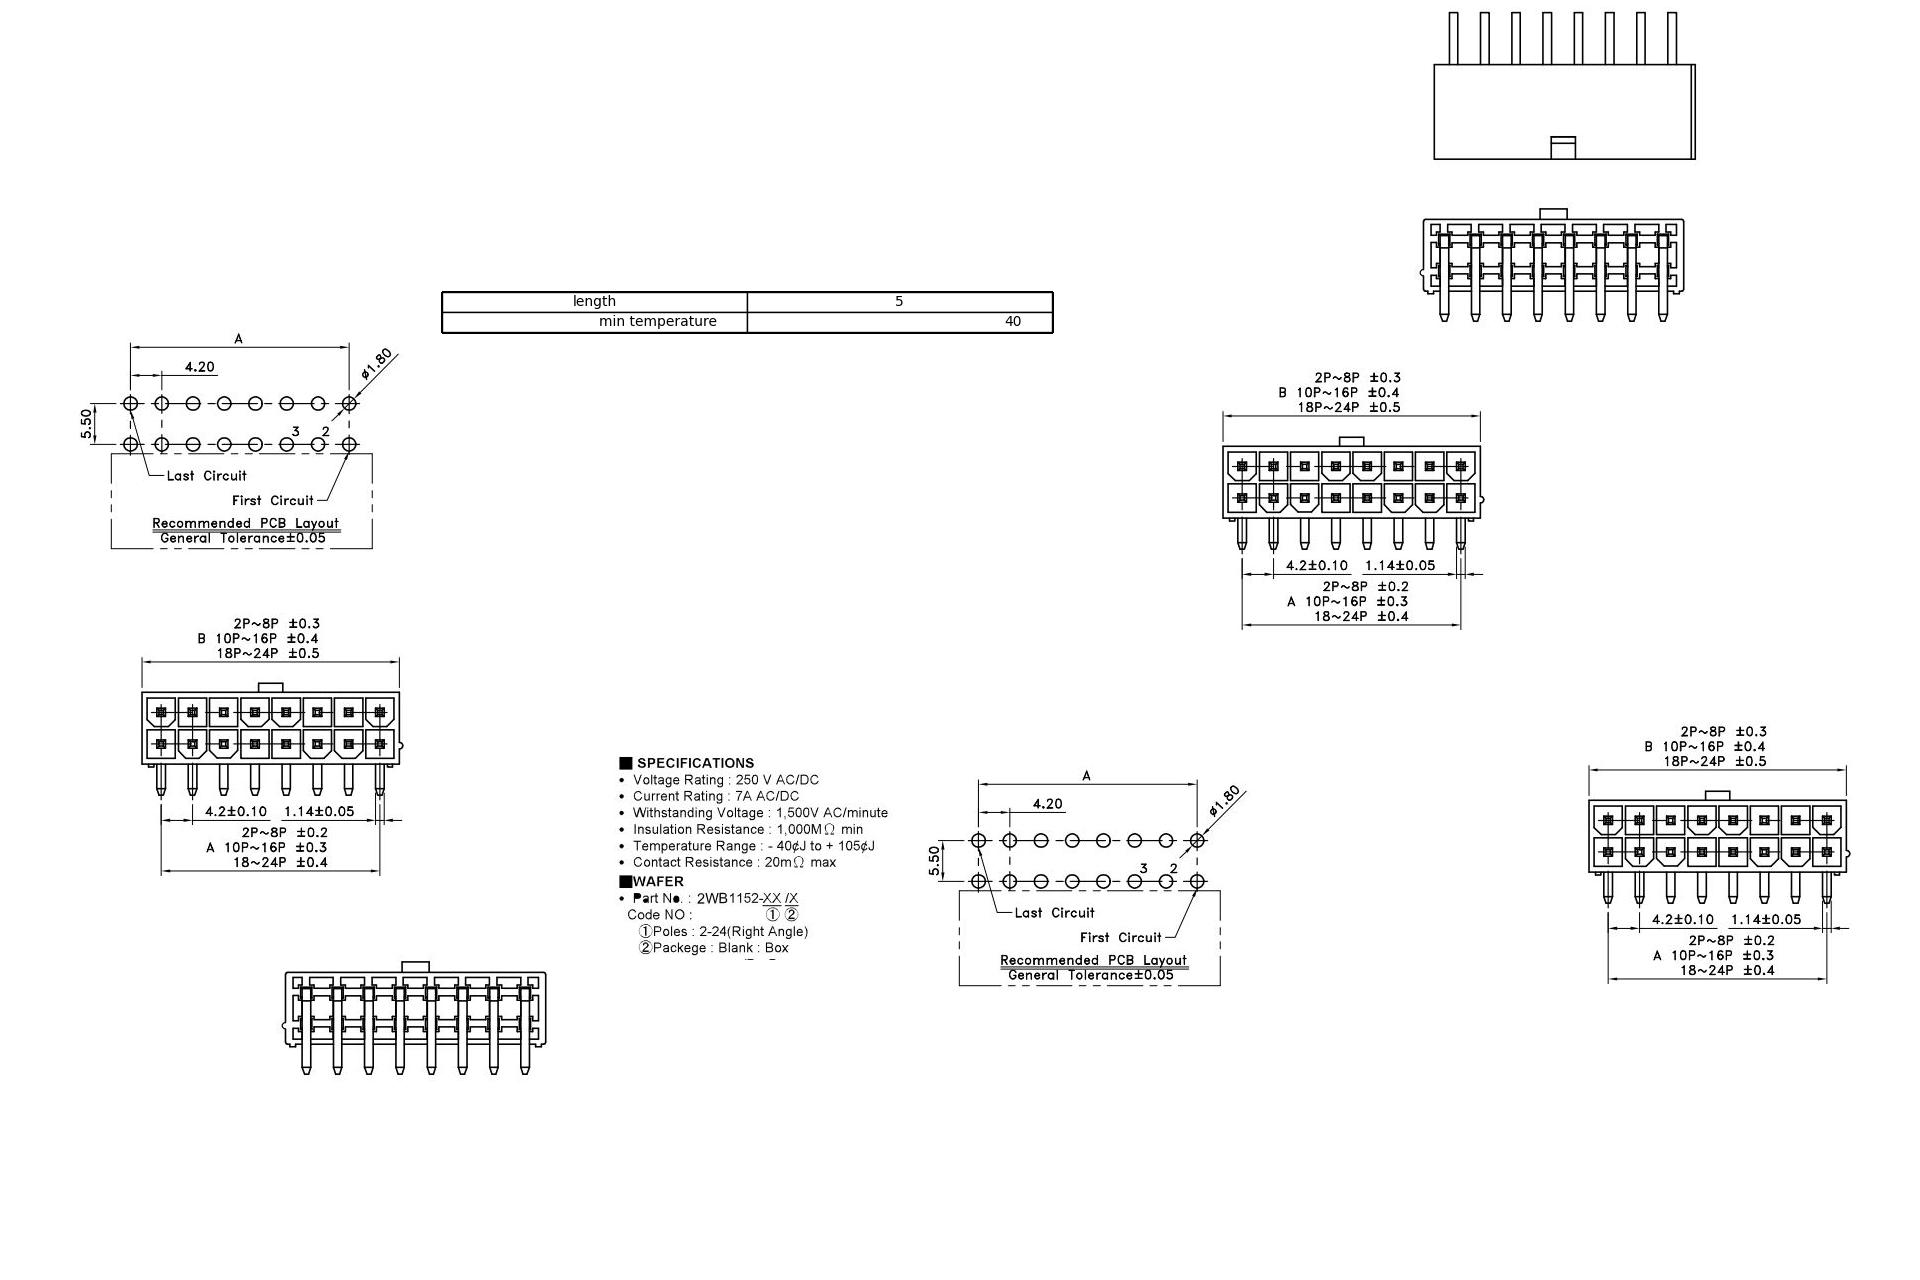 length 5
min temperature 40
A
4.20
ø1.80
5.50
3 2
Last Circuit
First Circuit
Recommended PCB Layout
General Tolerance±0.05
2P~8P ±0.3
B 10P~16P ±0.4
18P~24P ±0.5
4.2±0.10 1.14±0.05
2P~8P ±0.2
A 10P~16P ±0.3
18~24P ±0.4
2P~8P ±0.3
B 10P~16P ±0.4
18P~24P ±0.5
4.2±0.10 1.14±0.05
2P~8P ±0.2
A 10P~16P ±0.3
18~24P ±0.4
■ SPECIFICATIONS
• Voltage Rating : 250 V AC/DC
• Current Rating : 7A AC/DC
• Withstanding Voltage : 1,500V AC/minute
• Insulation Resistance : 1,000MΩ min
• Temperature Range : - 40¢J to + 105¢J
• Contact Resistance : 20mΩ max
■WAFER
• Part No. : 2WB1152-XX /X
Code NO : ① ②
①Poles : 2-24(Right Angle)
②Packege : Blank : Box
A
4.20
ø1.80
5.50
3 2
Last Circuit
First Circuit
Recommended PCB Layout
General Tolerance±0.05
2P~8P ±0.3
B 10P~16P ±0.4
18P~24P ±0.5
4.2±0.10 1.14±0.05
2P~8P ±0.2
A 10P~16P ±0.3
18~24P ±0.4